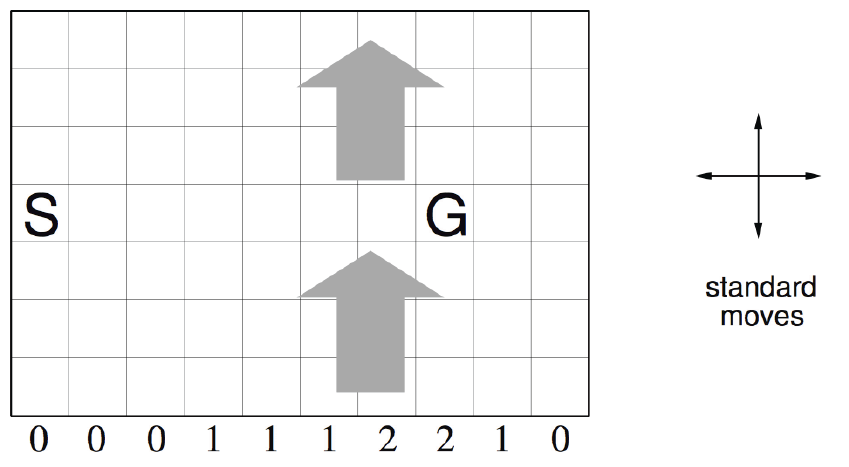 S G
standard
moves
0 0 0 1 1 1 2 2 1 0